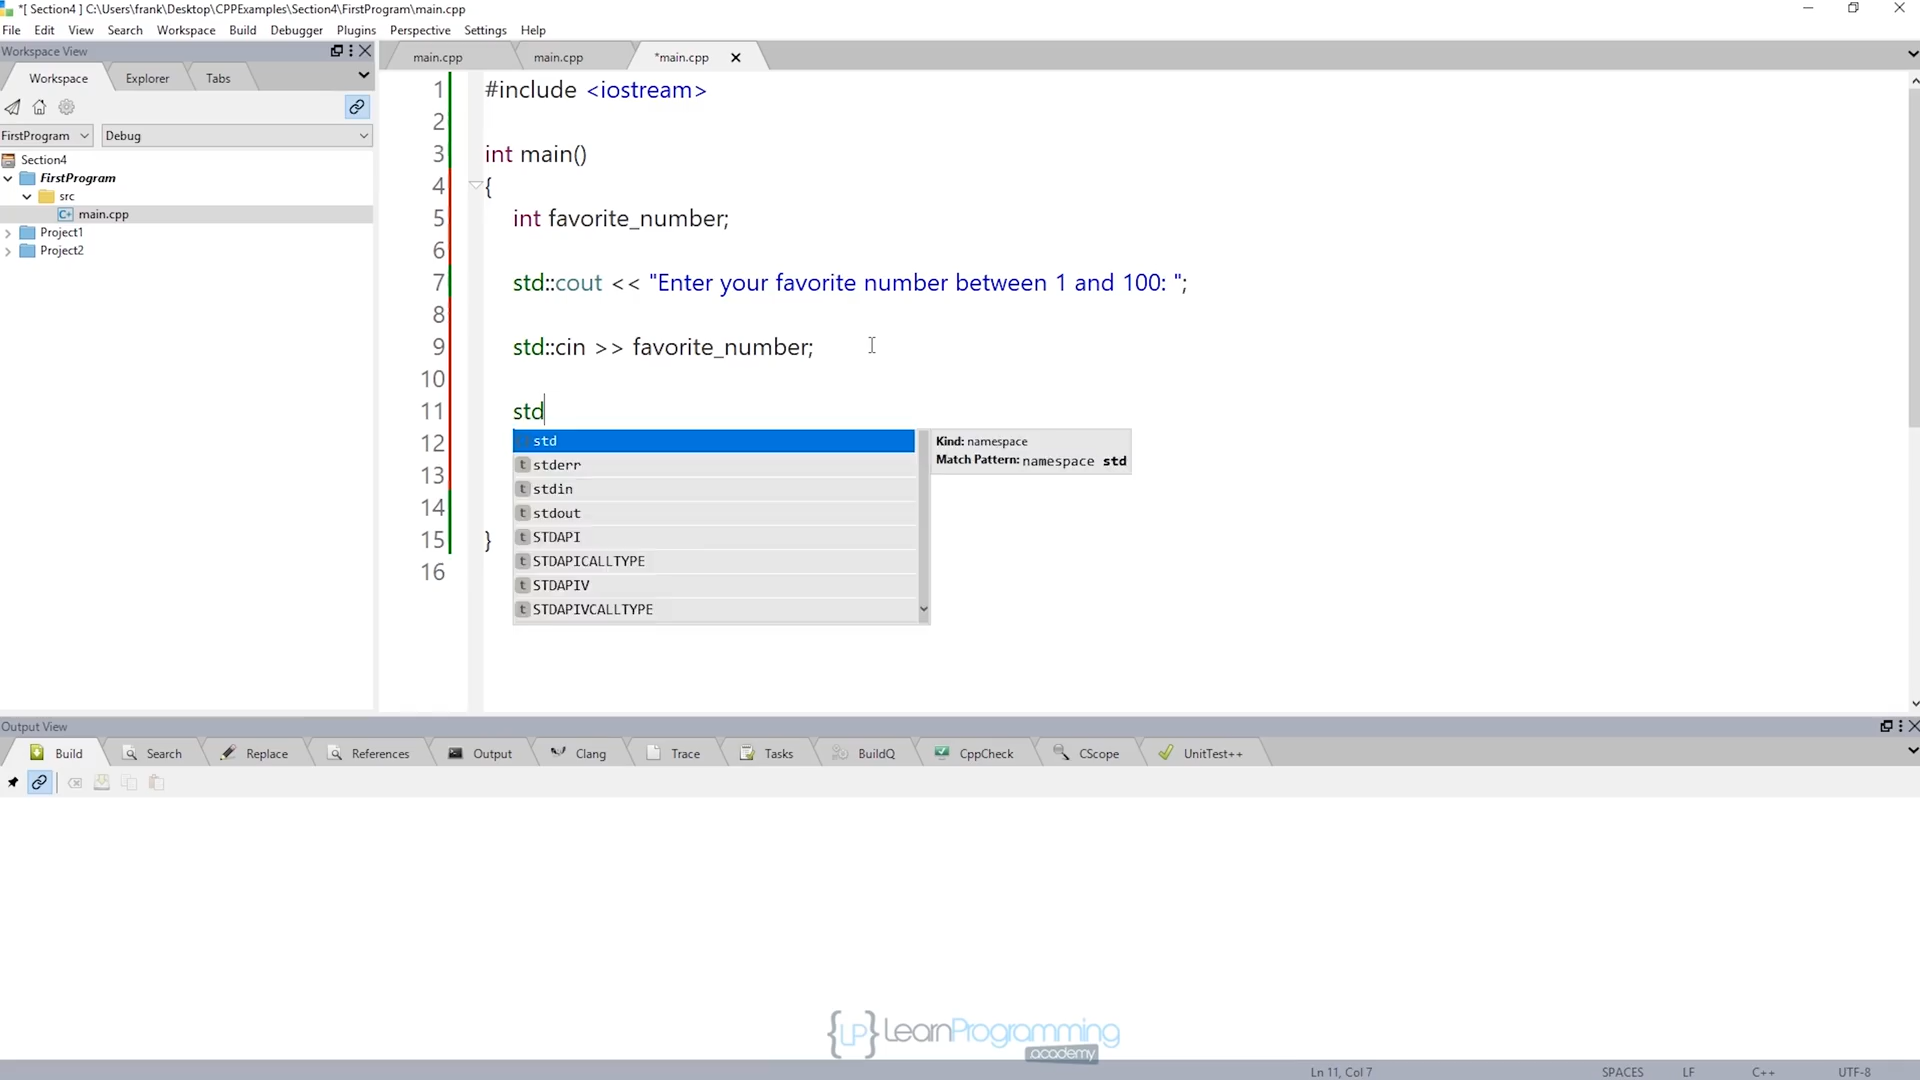 *[ Section4 ] C:\Users\frank\Desktop\CPPExamples\Section4\FirstProgram\main.cpp
File Edit View Search Workspace Build Debugger Plugins Perspective Settings Help
Workspace View
Workspace Explorer Tabs
FirstProgram Debug
Section4
FirstProgram
src
main.cpp
Project1
Project2
main.cpp main.cpp *main.cpp
1 #include <iostream>
2
3 int main()
4 {
5 int favorite_number;
6
7 std::cout << "Enter your favorite number between 1 and 100: ";
8
9 std::cin >> favorite_number;
10
11 std
12
13
14
15 }
16
std
stderr
stdin
stdout
STDAPI
STDAPICALLTYPE
STDAPIV
STDAPIVCALLTYPE
Kind: namespace
Match Pattern: namespace std
Output View
Build Search Replace References Output Clang Trace Tasks BuildQ CppCheck CScope UnitTest++
{LP} LearnProgramming
academy
Ln 11, Col 7 SPACES LF C++ UTF-8